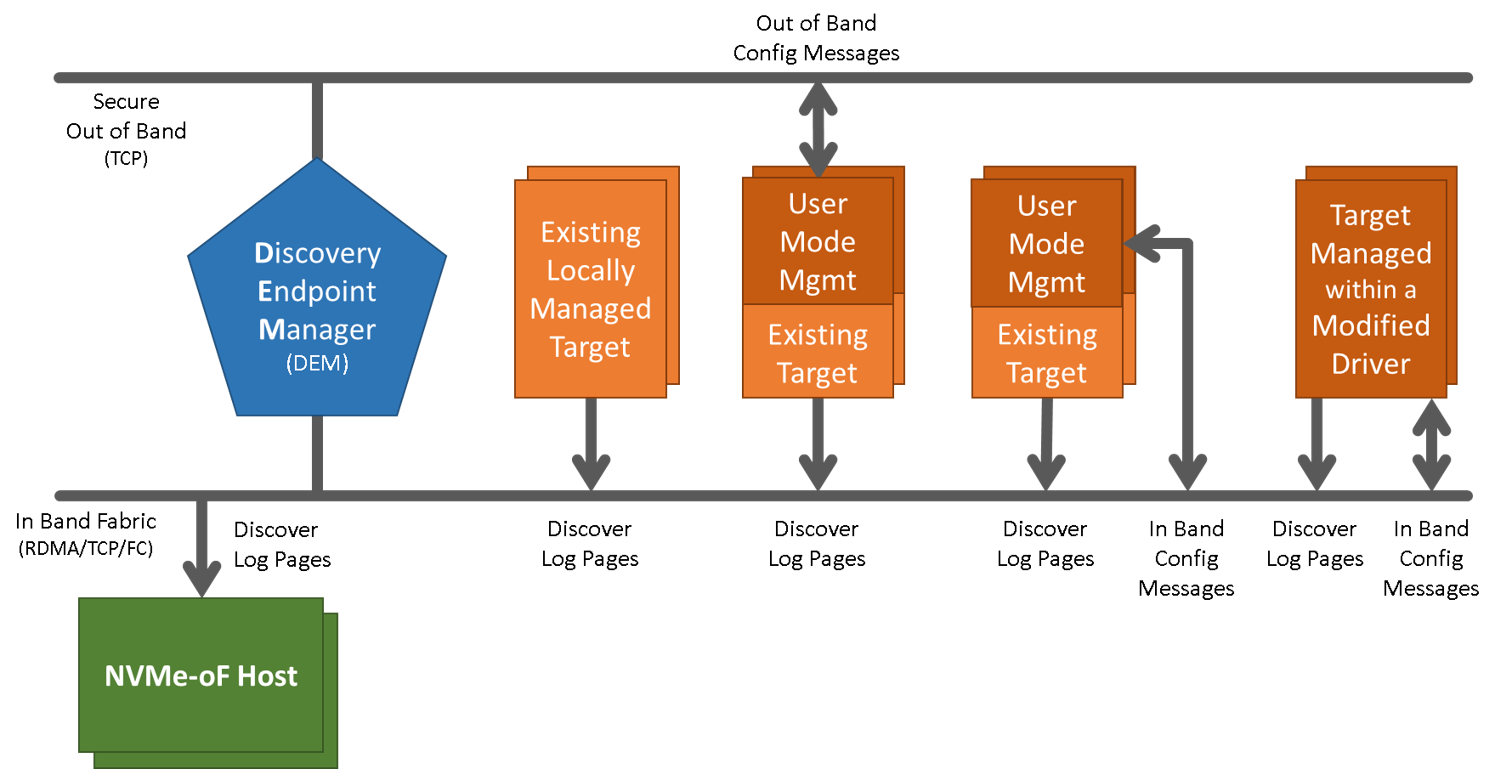 Out of Band
Config Messages
Secure
Out of Band
(TCP)
Discovery
Endpoint
Manager
(DEM)
Existing
Locally
Managed
Target
User
Mode
Mgmt
Existing
Target
User
Mode
Mgmt
Existing
Target
Target
Managed
within a
Modified
Driver
In Band Fabric
(RDMA/TCP/FC)
Discover
Log Pages
Discover
Log Pages
Discover
Log Pages
Discover
Log Pages
In Band
Config
Messages
Discover
Log Pages
In Band
Config
Messages
NVMe-oF Host